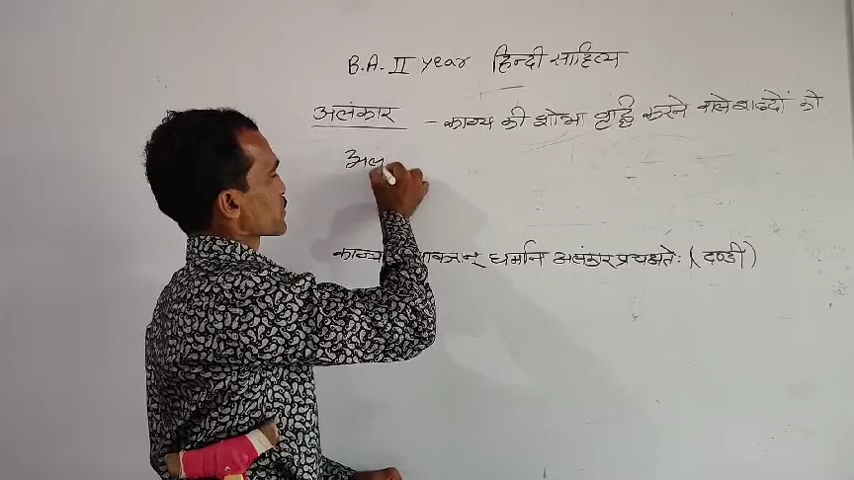 B.A. II year हिन्दी साहित्य
अलंकार - काव्य की शोभा वृद्धि करने वाले शब्दों को
अल
काव्य धर्मान अलंकार प्रचक्षते: (दण्डी)